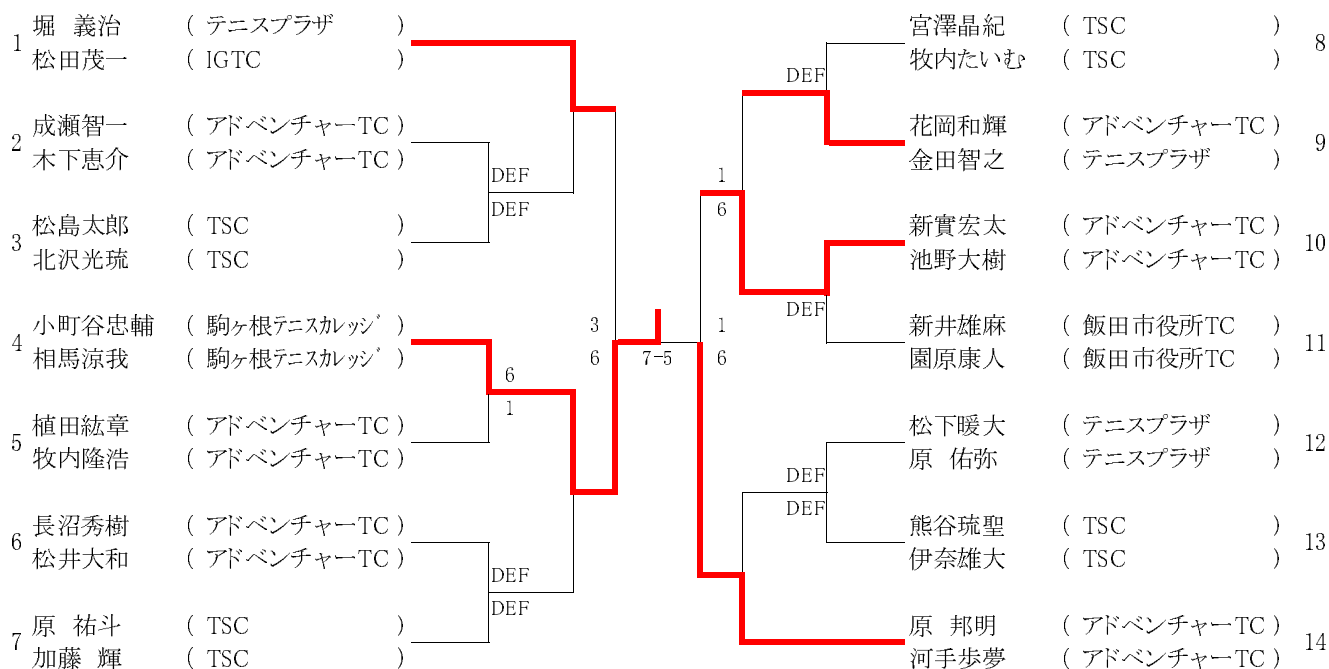 1 堀 義治 ( テニスプラザ )
松田茂一 ( IGTC )
2 成瀬智一 ( アドベンチャーTC )
木下恵介 ( アドベンチャーTC )
DEF
DEF
3 松島太郎 ( TSC )
北沢光琉 ( TSC )
4 小町谷忠輔 ( 駒ヶ根テニスカレッジ )
相馬涼我 ( 駒ヶ根テニスカレッジ )
6
1
5 植田紘章 ( アドベンチャーTC )
牧内隆浩 ( アドベンチャーTC )
6 長沼秀樹 ( アドベンチャーTC )
松井大和 ( アドベンチャーTC )
DEF
DEF
7 原 祐斗 ( TSC )
加藤 輝 ( TSC )
3
6
7-5
1
6
1
6
宮澤晶紀 ( TSC ) 8
牧内たいむ ( TSC )
DEF
花岡和輝 ( アドベンチャーTC ) 9
金田智之 ( テニスプラザ )
新實宏太 ( アドベンチャーTC ) 10
池野大樹 ( アドベンチャーTC )
DEF
新井雄麻 ( 飯田市役所TC ) 11
園原康人 ( 飯田市役所TC )
松下暖大 ( テニスプラザ ) 12
原 佑弥 ( テニスプラザ )
DEF
DEF
熊谷琉聖 ( TSC ) 13
伊奈雄大 ( TSC )
原 邦明 ( アドベンチャーTC ) 14
河手歩夢 ( アドベンチャーTC )